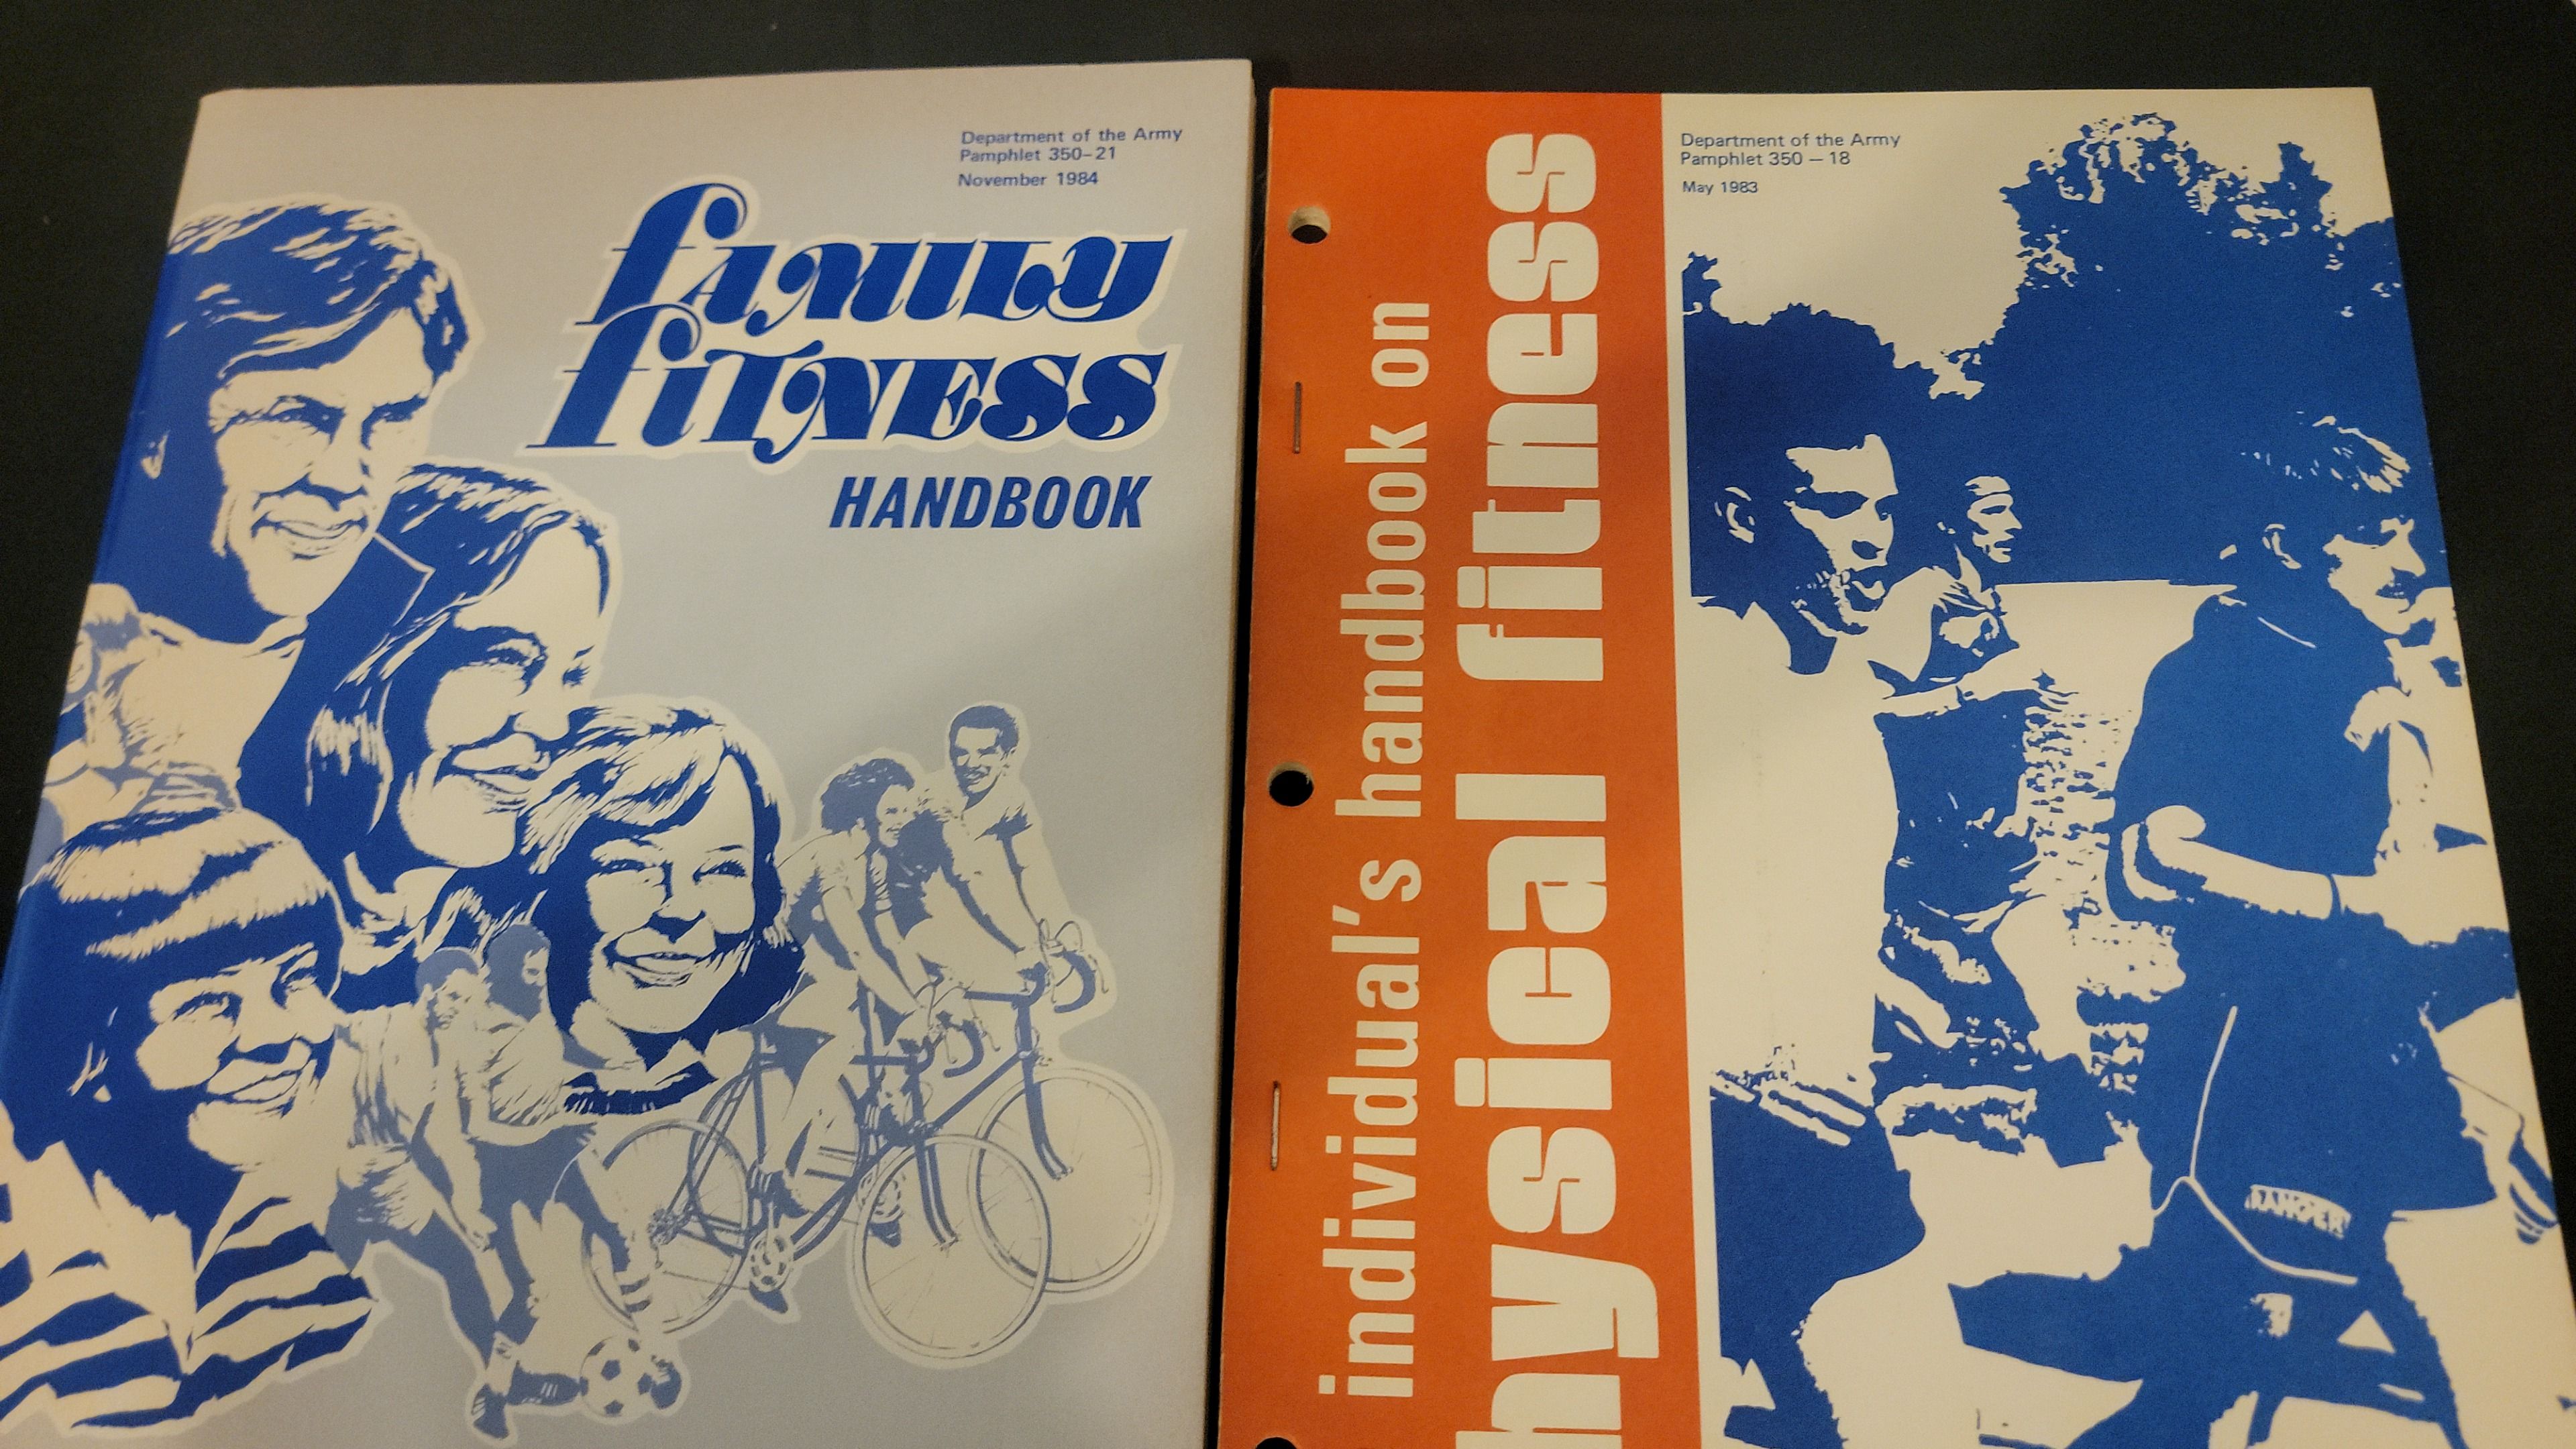 Department of the Army
Pamphlet 350-21
November 1984
family
fitness
HANDBOOK
individual's handbook on
hysical fitness
Department of the Army
Pamphlet 350 – 18
May 1983
RANGER